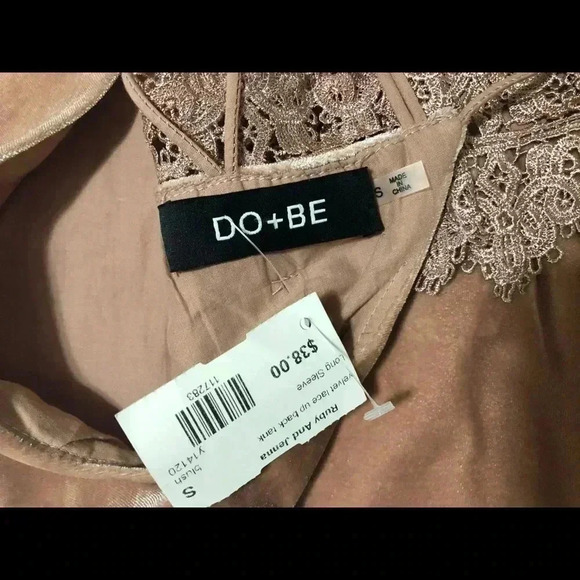 DO+BE
S
MADE
IN
CHINA
Ruby And Jenna
velvet lace up back tank
Long Sleeve
$38.00
S
blush
y14120
117283